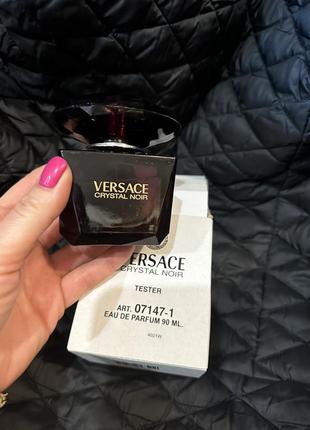 VERSACE
CRYSTAL NOIR
VERSACE
CRYSTAL NOIR
TESTER
ART. 07147-1
EAU DE PARFUM 90 ML.